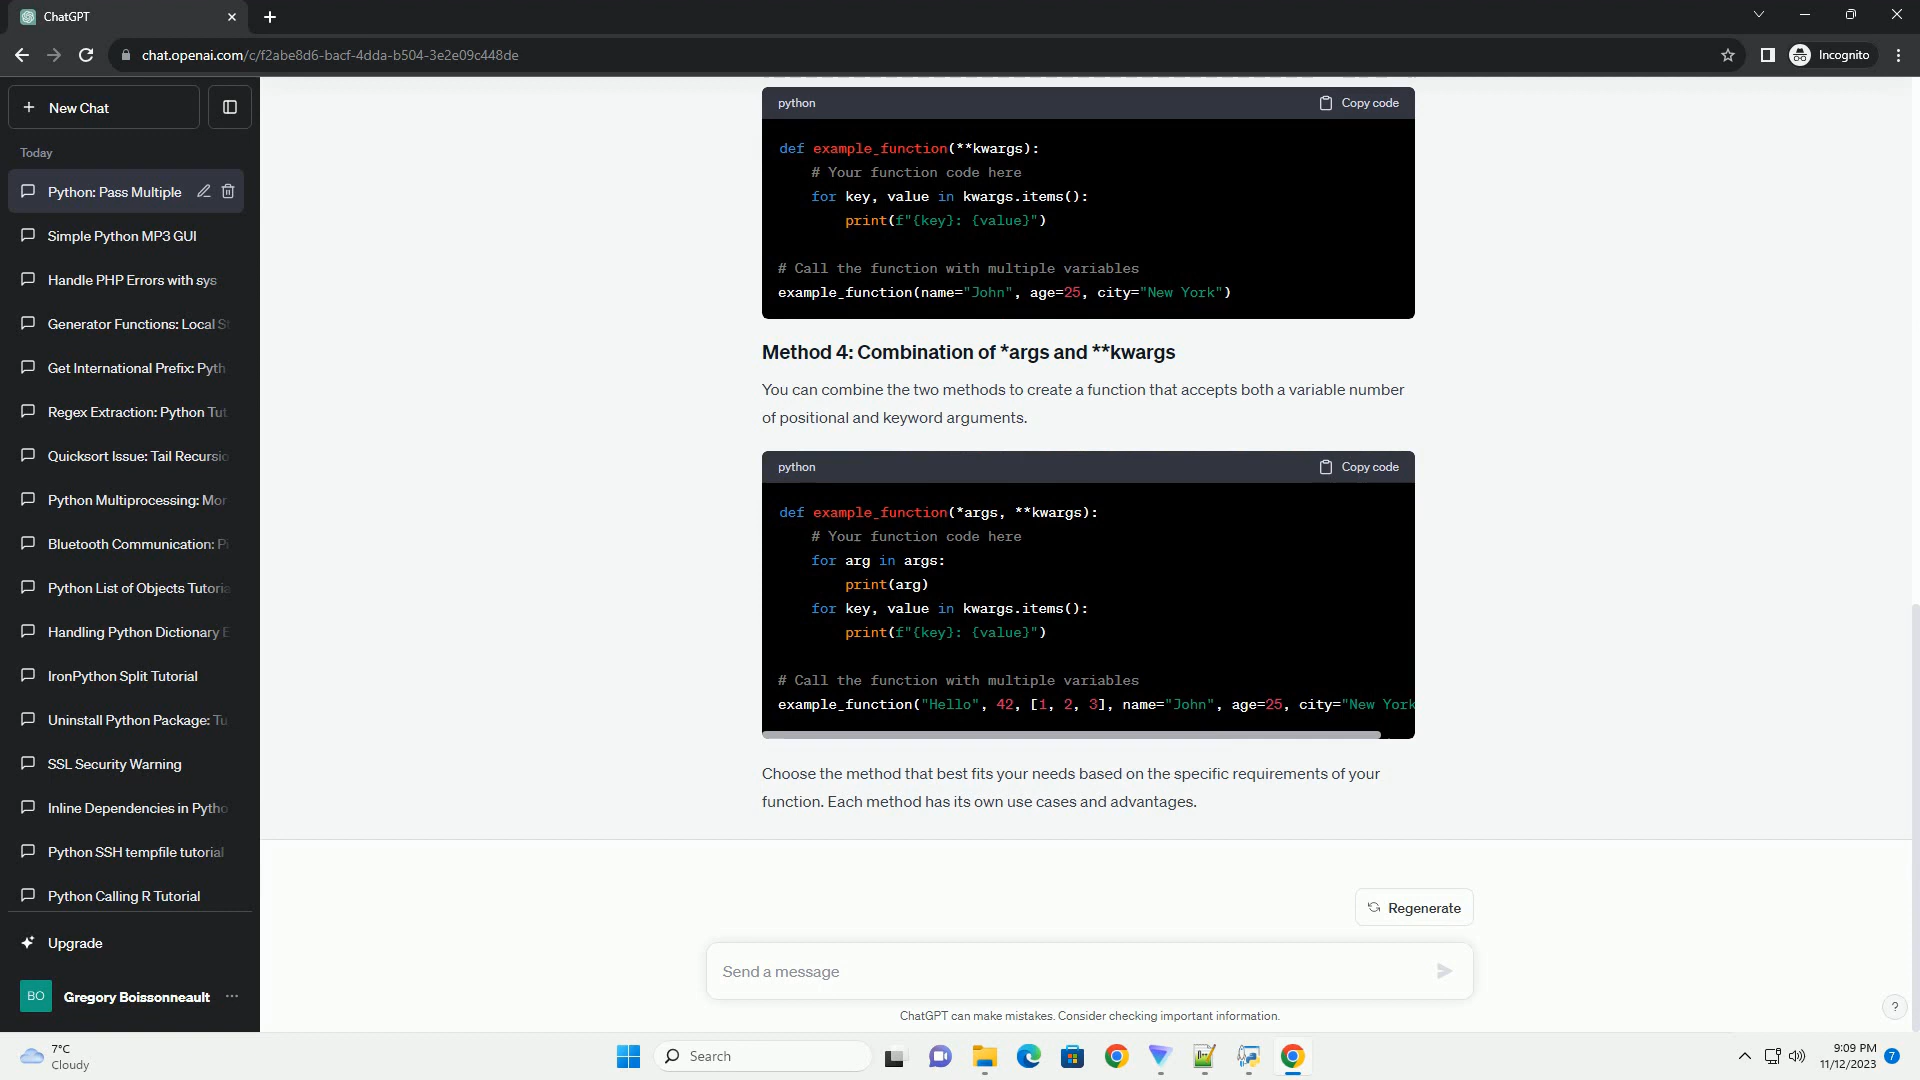 ChatGPT
chat.openai.com/c/f2abe8d6-bacf-4dda-b504-3e2e09c448de
Incognito
New Chat
Today
Python: Pass Multiple
Simple Python MP3 GUI
Handle PHP Errors with sys
Generator Functions: Local St
Get International Prefix: Pyth
Regex Extraction: Python Tut
Quicksort Issue: Tail Recursio
Python Multiprocessing: Mor
Bluetooth Communication: Pi
Python List of Objects Tutoria
Handling Python Dictionary E
IronPython Split Tutorial
Uninstall Python Package: Tu
SSL Security Warning
Inline Dependencies in Pytho
Python SSH tempfile tutorial
Python Calling R Tutorial
Upgrade
BO Gregory Boissonneault
python Copy code
def example_function(**kwargs):
# Your function code here
for key, value in kwargs.items():
print(f"{key}: {value}")
# Call the function with multiple variables
example_function(name="John", age=25, city="New York")
Method 4: Combination of *args and **kwargs
You can combine the two methods to create a function that accepts both a variable number
of positional and keyword arguments.
python Copy code
def example_function(*args, **kwargs):
# Your function code here
for arg in args:
print(arg)
for key, value in kwargs.items():
print(f"{key}: {value}")
# Call the function with multiple variables
example_function("Hello", 42, [1, 2, 3], name="John", age=25, city="New York
Choose the method that best fits your needs based on the specific requirements of your
function. Each method has its own use cases and advantages.
Regenerate
Send a message
ChatGPT can make mistakes. Consider checking important information.
?
7°C
Cloudy
Search
9:09 PM
11/12/2023
7